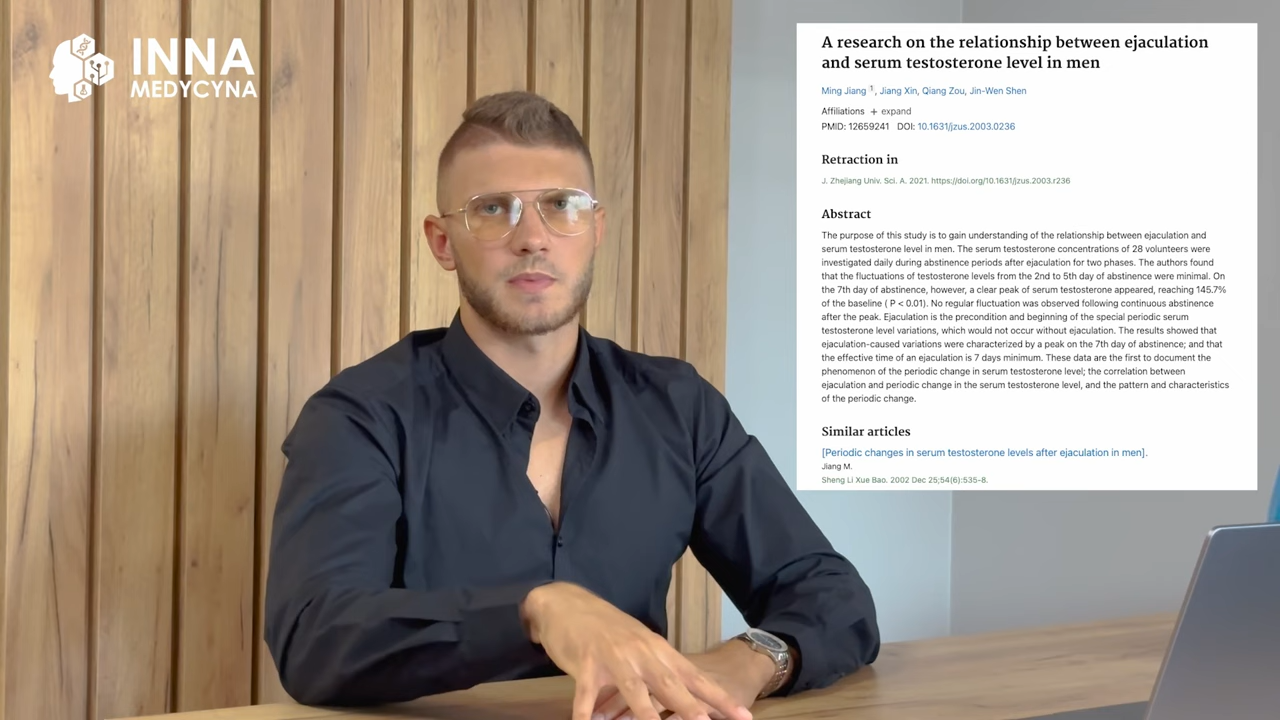 INNA
MEDYCYNA
A research on the relationship between ejaculation
and serum testosterone level in men
Ming Jiang 1, Jiang Xin, Qiang Zou, Jin-Wen Shen
Affiliations + expand
PMID: 12659241 DOI: 10.1631/jzus.2003.0236
Retraction in
J. Zhejiang Univ. Sci. A. 2021. https://doi.org/10.1631/jzus.2003.r236
Abstract
The purpose of this study is to gain understanding of the relationship between ejaculation and
serum testosterone level in men. The serum testosterone concentrations of 28 volunteers were
investigated daily during abstinence periods after ejaculation for two phases. The authors found
that the fluctuations of testosterone levels from the 2nd to 5th day of abstinence were minimal. On
the 7th day of abstinence, however, a clear peak of serum testosterone appeared, reaching 145.7%
of the baseline ( P < 0.01). No regular fluctuation was observed following continuous abstinence
after the peak. Ejaculation is the precondition and beginning of the special periodic serum
testosterone level variations, which would not occur without ejaculation. The results showed that
ejaculation-caused variations were characterized by a peak on the 7th day of abstinence; and that
the effective time of an ejaculation is 7 days minimum. These data are the first to document the
phenomenon of the periodic change in serum testosterone level; the correlation between
ejaculation and periodic change in the serum testosterone level, and the pattern and characteristics
of the periodic change.
Similar articles
[Periodic changes in serum testosterone levels after ejaculation in men].
Jiang M.
Sheng Li Xue Bao. 2002 Dec 25;54(6):535-8.